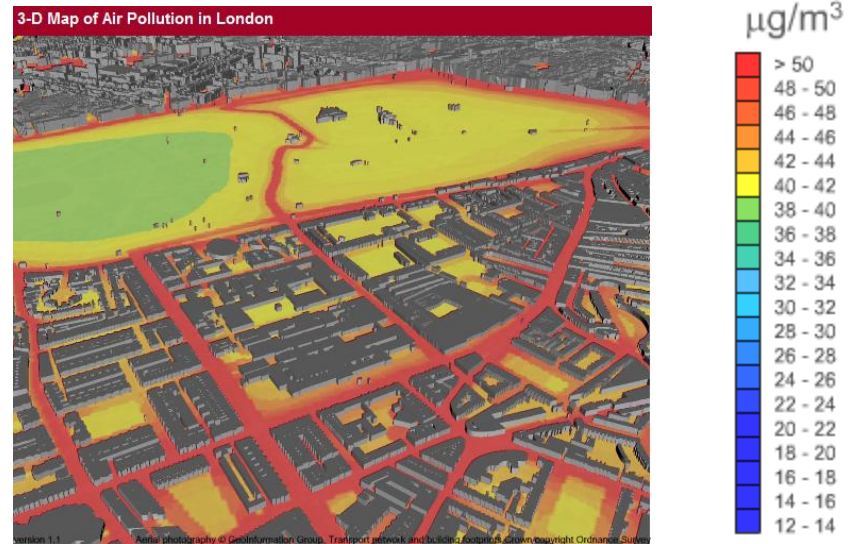 3-D Map of Air Pollution in London
μg/m³
> 50
48 - 50
46 - 48
44 - 46
42 - 44
40 - 42
38 - 40
36 - 38
34 - 36
32 - 34
30 - 32
28 - 30
26 - 28
24 - 26
22 - 24
20 - 22
18 - 20
16 - 18
14 - 16
12 - 14
version 1.1
Aerial photography © GeoInformation Group, Transport network and building footprints Crown copyright Ordnance Survey